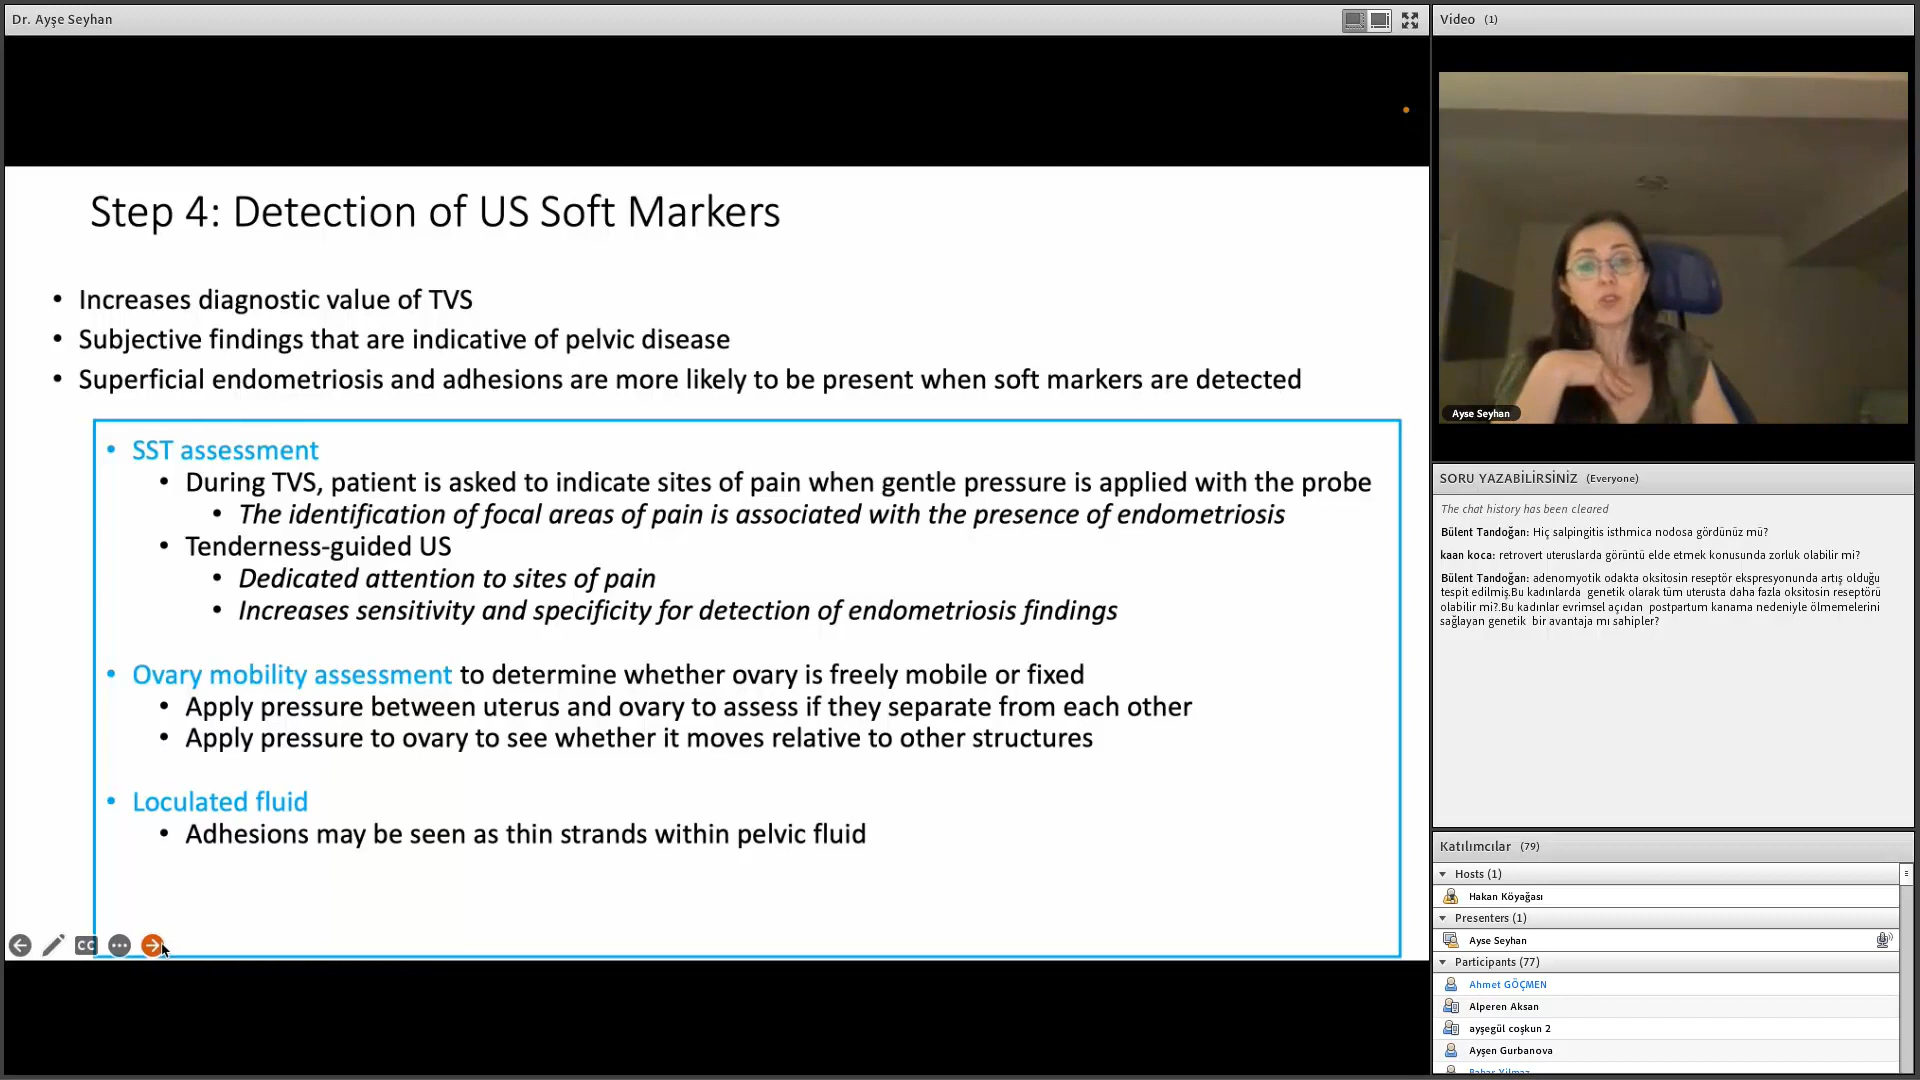 Dr. Ayşe Seyhan
Step 4: Detection of US Soft Markers
• Increases diagnostic value of TVS
• Subjective findings that are indicative of pelvic disease
• Superficial endometriosis and adhesions are more likely to be present when soft markers are detected
• SST assessment
• During TVS, patient is asked to indicate sites of pain when gentle pressure is applied with the probe
• The identification of focal areas of pain is associated with the presence of endometriosis
• Tenderness-guided US
• Dedicated attention to sites of pain
• Increases sensitivity and specificity for detection of endometriosis findings
• Ovary mobility assessment to determine whether ovary is freely mobile or fixed
• Apply pressure between uterus and ovary to assess if they separate from each other
• Apply pressure to ovary to see whether it moves relative to other structures
• Loculated fluid
• Adhesions may be seen as thin strands within pelvic fluid
CC
Video (1)
Ayse Seyhan
SORU YAZABİLİRSİNİZ (Everyone)
The chat history has been cleared
Bülent Tandoğan: Hiç salpingitis isthmica nodosa gördünüz mü?
kaan koca: retrovert uteruslarda görüntü elde etmek konusunda zorluk olabilir mi?
Bülent Tandoğan: adenomyotik odakta oksitosin reseptör ekspresyonunda artış olduğu
tespit edilmiş.Bu kadınlarda genetik olarak tüm uterusta daha fazla oksitosin reseptörü
olabilir mi?.Bu kadınlar evrimsel açıdan postpartum kanama nedeniyle ölmemelerini
sağlayan genetik bir avantaja mı sahipler?
Katılımcılar (79)
Hosts (1)
Hakan Köyağası
Presenters (1)
Ayse Seyhan
Participants (77)
Ahmet GÖÇMEN
Alperen Aksan
ayşegül coşkun 2
Ayşen Gurbanova